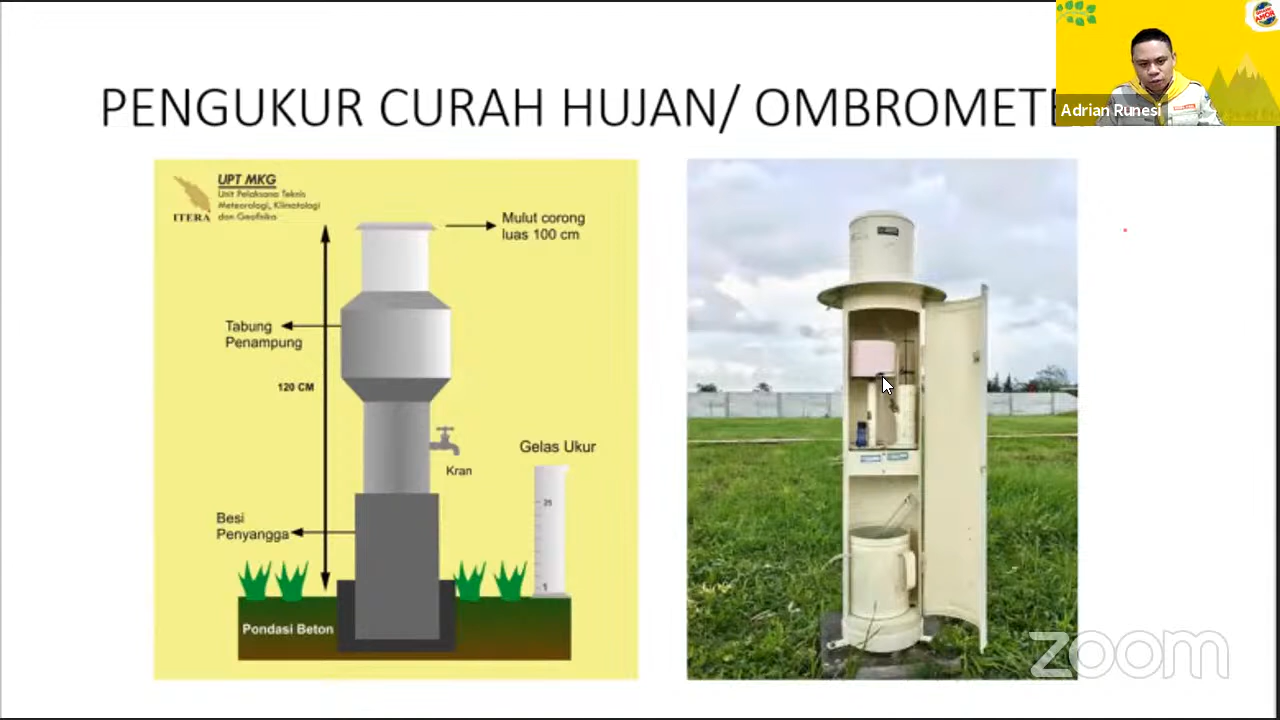 Adrian Runesi
PENGUKUR CURAH HUJAN/ OMBROMETE
UPT MKG
Unit Pelaksana Teknis
Meteorologi, Klimatologi
dan Geofisika
ITERA
Mulut corong
luas 100 cm
Tabung
Penampung
120 CM
Gelas Ukur
Kran
25
Besi
Penyangga
1
Pondasi Beton
zoom